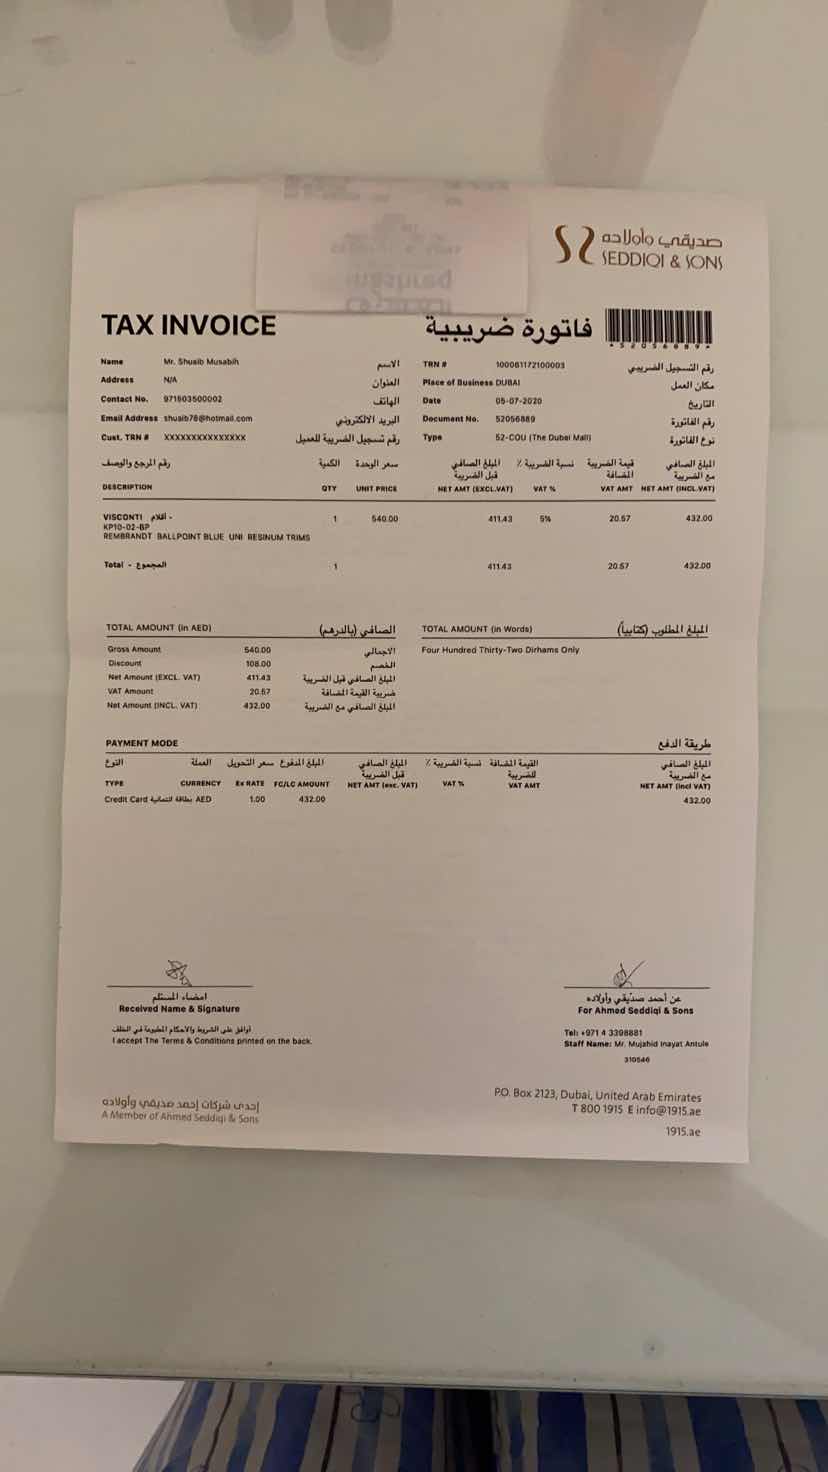 صديقي وأولاده
SEDDIQI & SONS
TAX INVOICE فاتورة ضريبية
*52056889*
Name Mr. Shuaib Musabih الاسم
Address N/A العنوان
Contact No. 971503500002 الهاتف
Email Address shuaib78@hotmail.com البريد الالكتروني
Cust. TRN # XXXXXXXXXXXXXXX رقم تسجيل الضريبة للعميل
TRN # 100061172100003 رقم التسجيل الضريبي
Place of Business DUBAI مكان العمل
Date 05-07-2020 التاريخ
Document No. 52056889 رقم الفاتورة
Type 52-COU (The Dubai Mall) نوع الفاتورة
رقم المرجع والوصف الكمية سعر الوحدة المبلغ الصافي قبل الضريبة نسبة الضريبة ٪ قيمة الضريبة المضافة المبلغ الصافي مع الضريبة
DESCRIPTION QTY UNIT PRICE NET AMT (EXCL.VAT) VAT % VAT AMT NET AMT (INCL.VAT)
VISCONTI أقلام - 1 540.00 411.43 5% 20.57 432.00
KP10-02-BP
REMBRANDT BALLPOINT BLUE UNI RESINUM TRIMS
Total - المجموع 1 411.43 20.57 432.00
TOTAL AMOUNT (in AED) الصافي (بالدرهم)
Gross Amount 540.00 الاجمالي
Discount 108.00 الخصم
Net Amount (EXCL. VAT) 411.43 المبلغ الصافي قبل الضريبة
VAT Amount 20.57 ضريبة القيمة المضافة
Net Amount (INCL. VAT) 432.00 المبلغ الصافي مع الضريبة
TOTAL AMOUNT (in Words) المبلغ المطلوب (كتابياً)
Four Hundred Thirty-Two Dirhams Only
PAYMENT MODE طريقة الدفع
النوع العملة سعر التحويل المبلغ المدفوع المبلغ الصافي قبل الضريبة نسبة الضريبة ٪ القيمة المضافة للضريبة المبلغ الصافي مع الضريبة
TYPE CURRENCY Ex RATE FC/LC AMOUNT NET AMT (exc. VAT) VAT % VAT AMT NET AMT (incl VAT)
Credit Card بطاقة ائتمانية AED 1.00 432.00 432.00
امضاء المستلم
Received Name & Signature
أوافق على الشروط والاحكام المطبوعة في الخلف
I accept The Terms & Conditions printed on the back.
عن أحمد صديقي وأولاده
For Ahmed Seddiqi & Sons
Tel: +971 4 3398881
Staff Name: Mr. Mujahid Inayat Antule
310546
إحدى شركات إحمد صديقي وأولاده
A Member of Ahmed Seddiqi & Sons
P.O. Box 2123, Dubai, United Arab Emirates
T 800 1915 E info@1915.ae
1915.ae